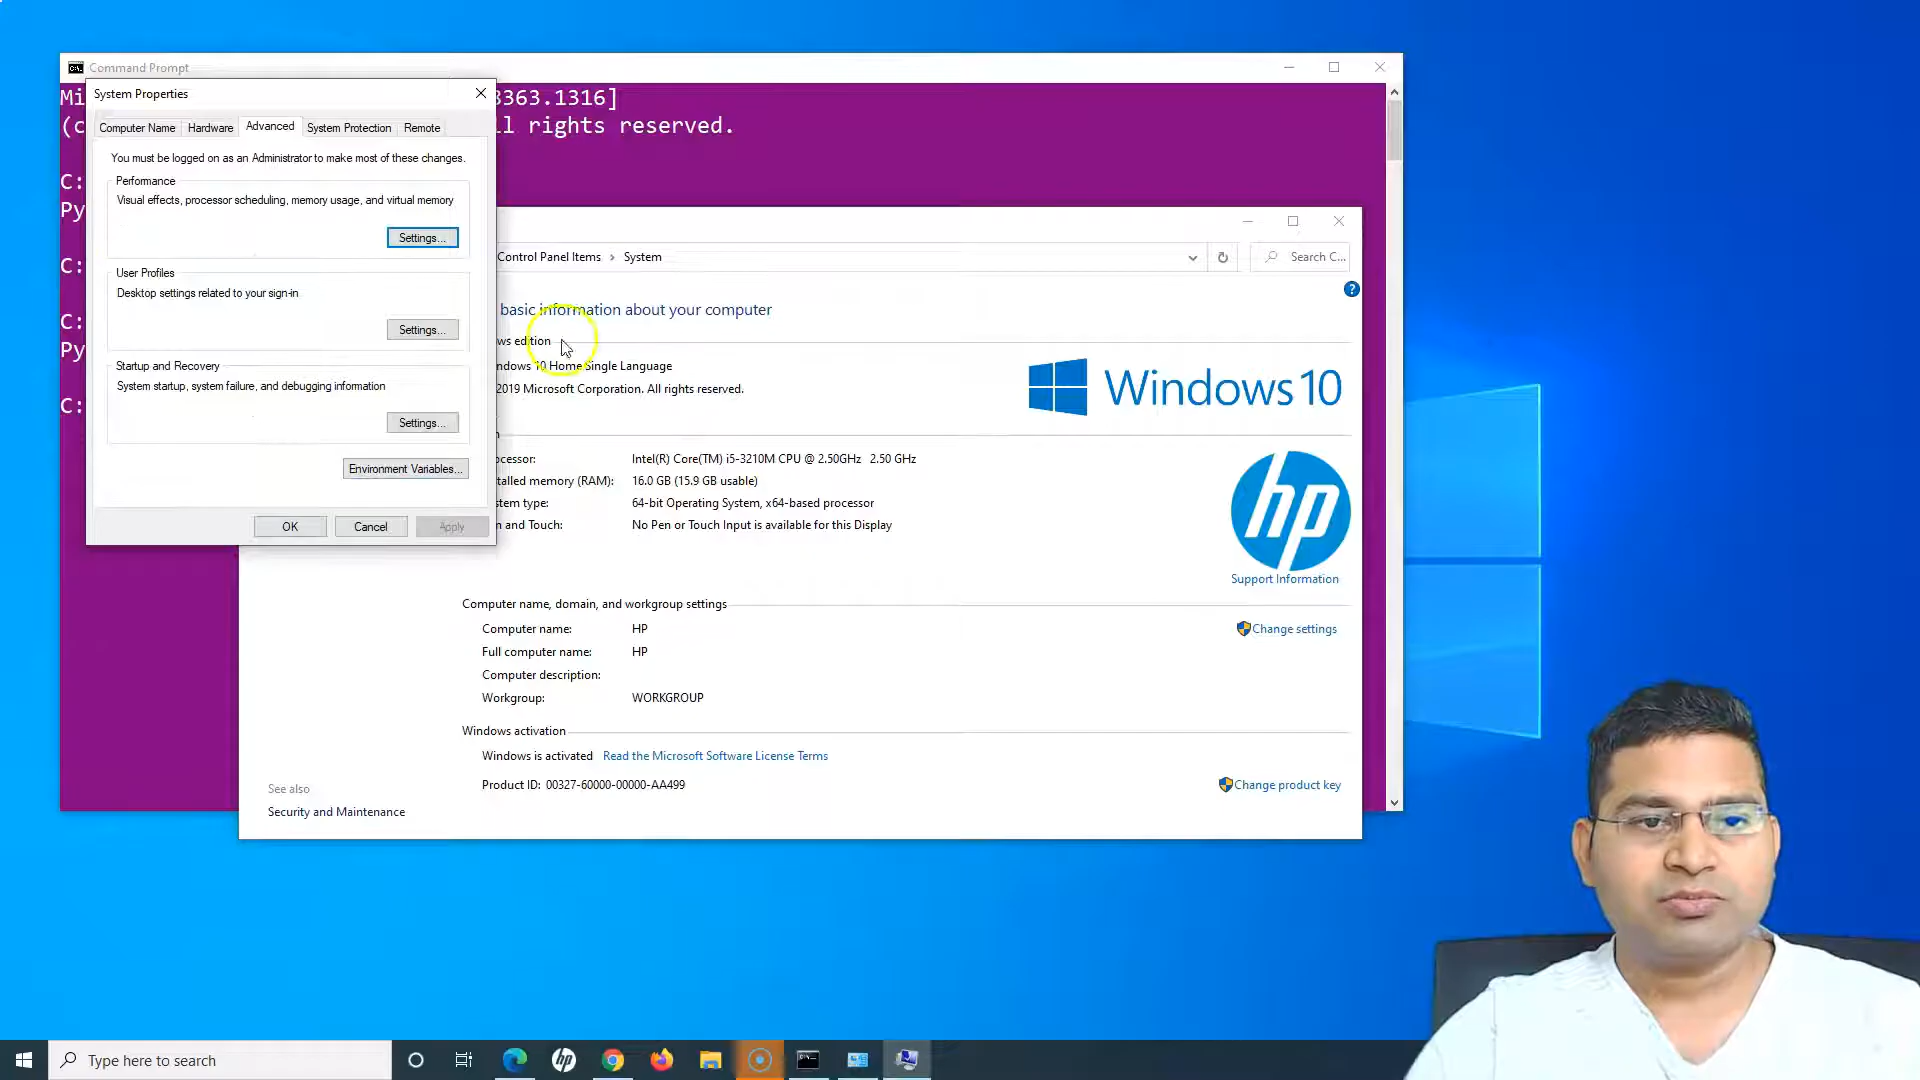 Command Prompt
Mi
3363.1316]
(c
ll rights reserved.
C:
Py
C:
C:
Py
C:
System Properties
Computer Name
Hardware
Advanced
System Protection
Remote
You must be logged on as an Administrator to make most of these changes.
Performance
Visual effects, processor scheduling, memory usage, and virtual memory
Settings...
User Profiles
Desktop settings related to your sign-in
Settings...
Startup and Recovery
System startup, system failure, and debugging information
Settings...
Environment Variables...
OK
Cancel
Apply
Control Panel Items > System
Search C...
basic information about your computer
ws edition
ndows 10 Home Single Language
2019 Microsoft Corporation. All rights reserved.
Windows 10
n
cessor:
Intel(R) Core(TM) i5-3210M CPU @ 2.50GHz 2.50 GHz
talled memory (RAM):
16.0 GB (15.9 GB usable)
stem type:
64-bit Operating System, x64-based processor
n and Touch:
No Pen or Touch Input is available for this Display
hp
Support Information
Computer name, domain, and workgroup settings
Computer name:
HP
Change settings
Full computer name:
HP
Computer description:
Workgroup:
WORKGROUP
Windows activation
Windows is activated Read the Microsoft Software License Terms
Product ID: 00327-60000-00000-AA499
Change product key
See also
Security and Maintenance
Type here to search
hp